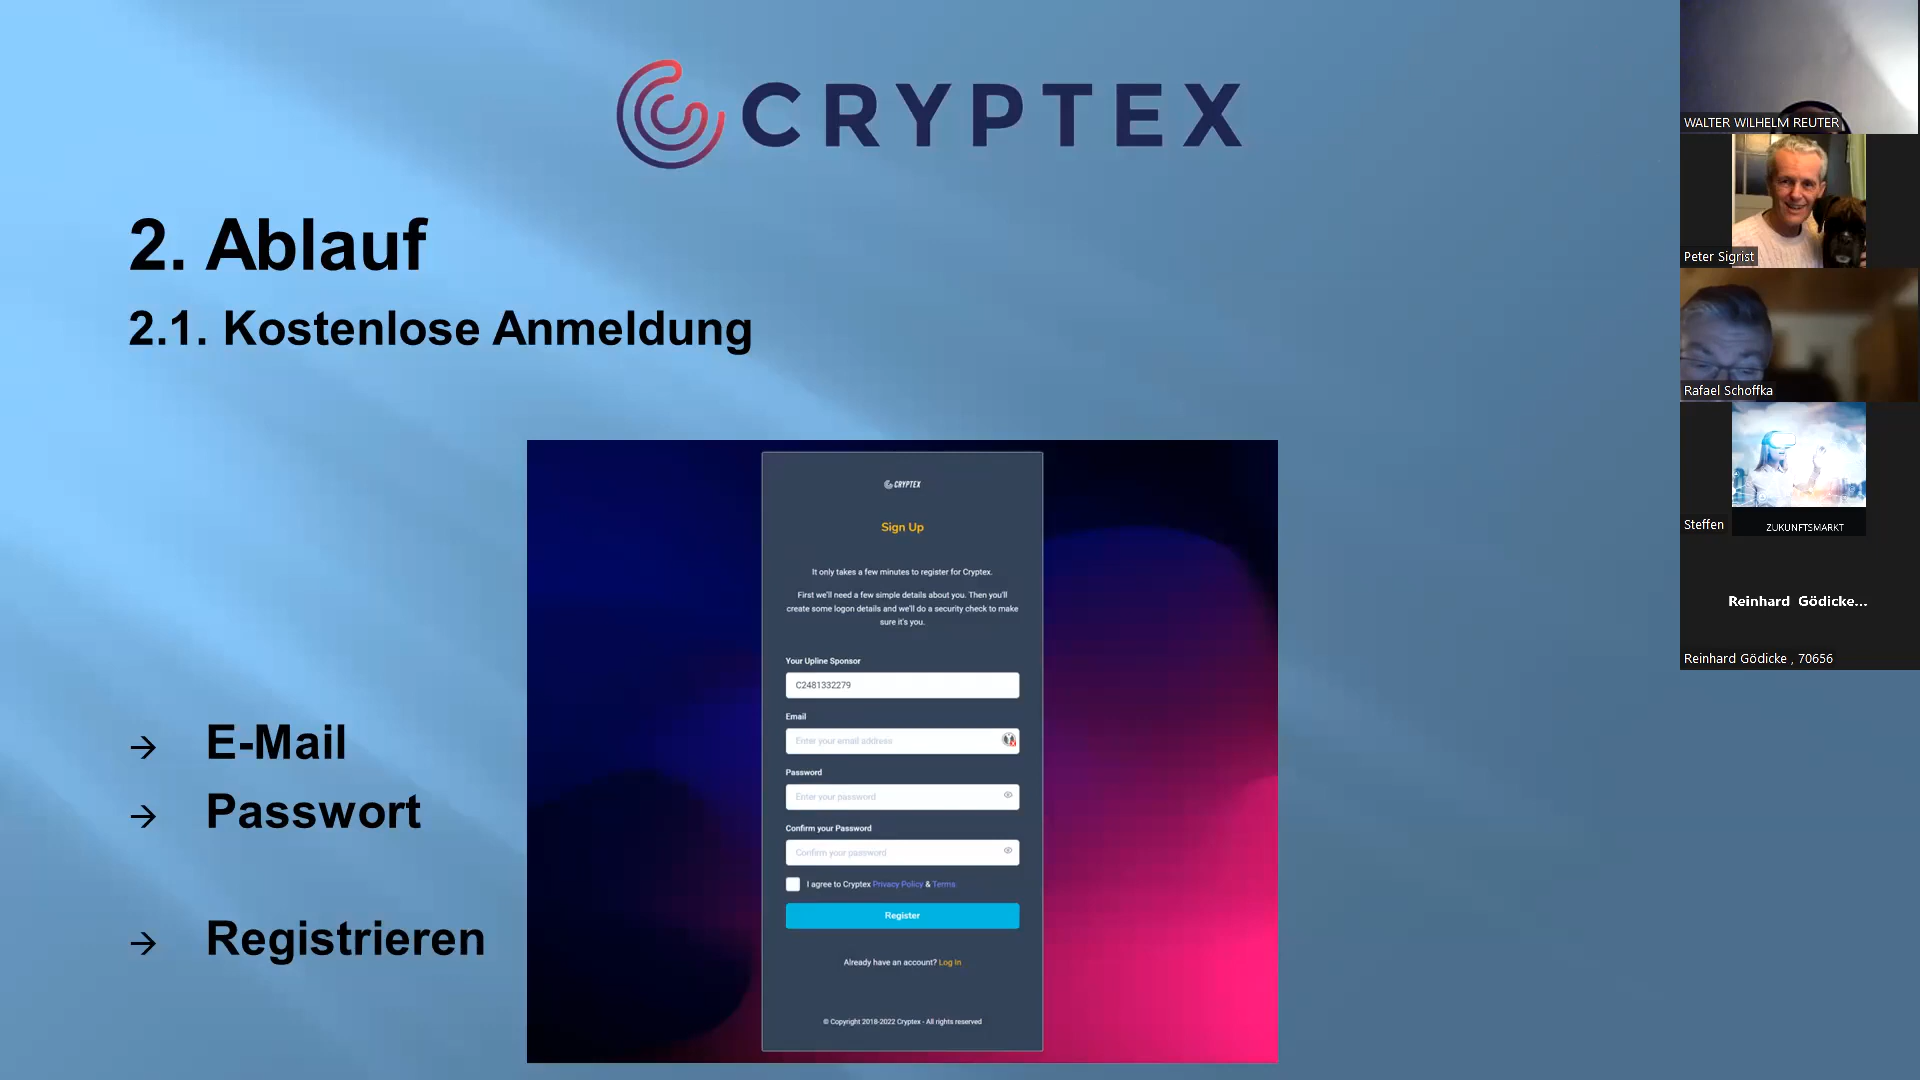 CRYPTEX
2. Ablauf
2.1. Kostenlose Anmeldung
→ E-Mail
→ Passwort
→ Registrieren
CRYPTEX
Sign Up
It only takes a few minutes to register for Cryptex.
First we'll need a few simple details about you. Then you'll
create some logon details and we'll do a security check to make
sure it's you.
Your Upline Sponsor
C2481332279
Email
Enter your email address
Password
Enter your password
Confirm your Password
Confirm your password
I agree to Cryptex Privacy Policy & Terms.
Register
Already have an account? Log In
© Copyright 2018-2022 Cryptex - All rights reserved
WALTER WILHELM REUTER
Peter Sigrist
Rafael Schoffka
Steffen
ZUKUNFTSMARKT
Reinhard Gödicke...
Reinhard Gödicke , 70656